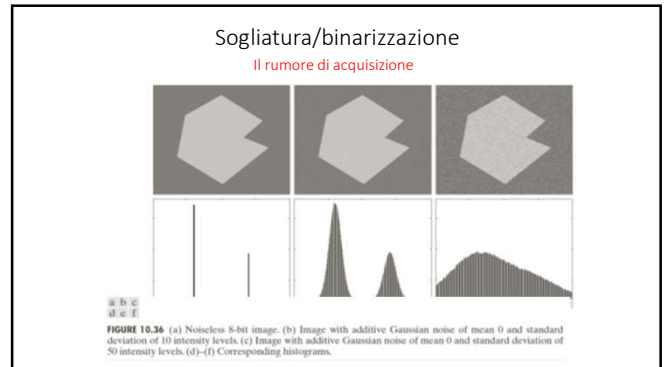 Sogliatura/binarizzazione
Il rumore di acquisizione
a b c
d e f
FIGURE 10.36 (a) Noiseless 8-bit image. (b) Image with additive Gaussian noise of mean 0 and standard
deviation of 10 intensity levels. (c) Image with additive Gaussian noise of mean 0 and standard deviation of
50 intensity levels. (d)–(f) Corresponding histograms.